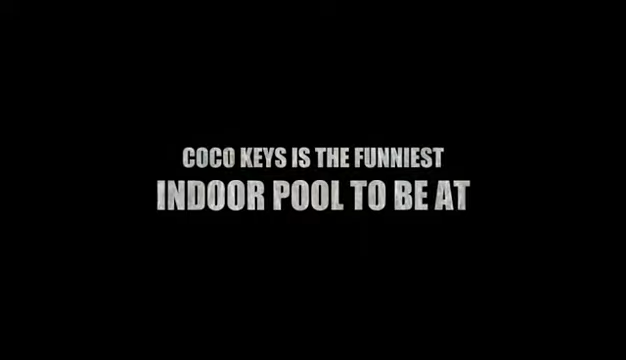 COCO KEYS IS THE FUNNIEST
INDOOR POOL TO BE AT